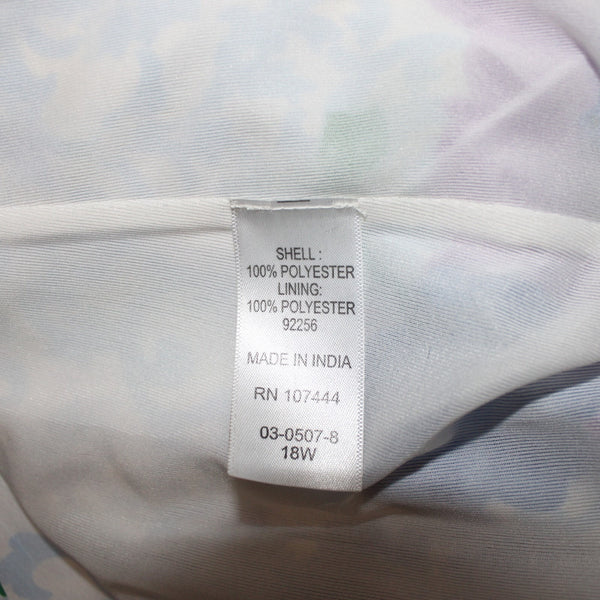 SHELL :
100% POLYESTER
LINING:
100% POLYESTER
92256
MADE IN INDIA
RN 107444
03-0507-8
18W